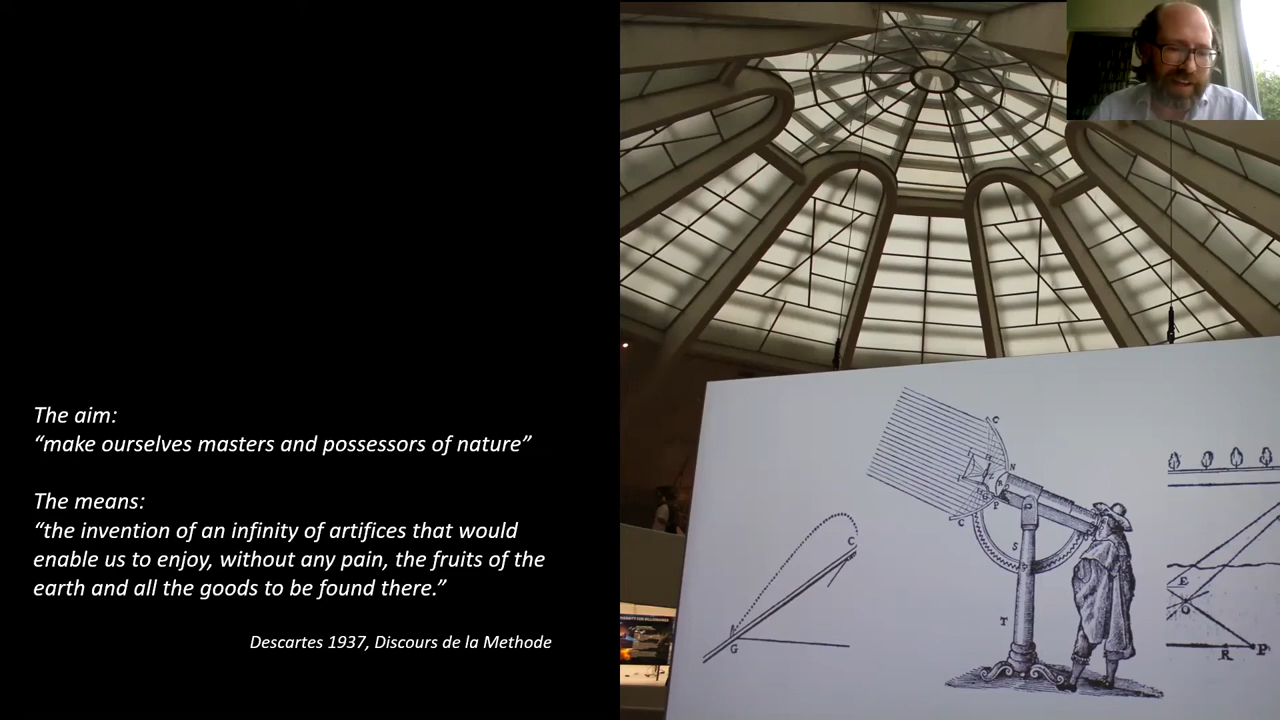 The aim:
“make ourselves masters and possessors of nature”
The means:
“the invention of an infinity of artifices that would
enable us to enjoy, without any pain, the fruits of the
earth and all the goods to be found there.”
Descartes 1937, Discours de la Methode
C
G
C
N
P
C
S
T
E
O
R
P